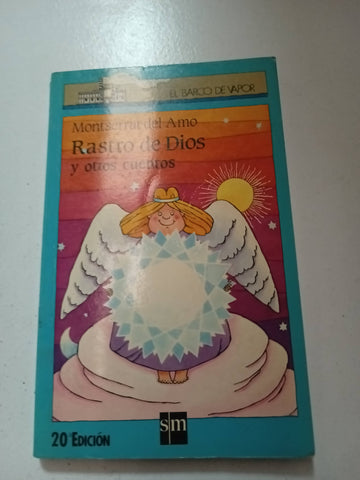 EL BARCO DE VAPOR
Montserrat del Amo
Rastro de Dios
y otros cuentos
20 EDICIÓN
sm